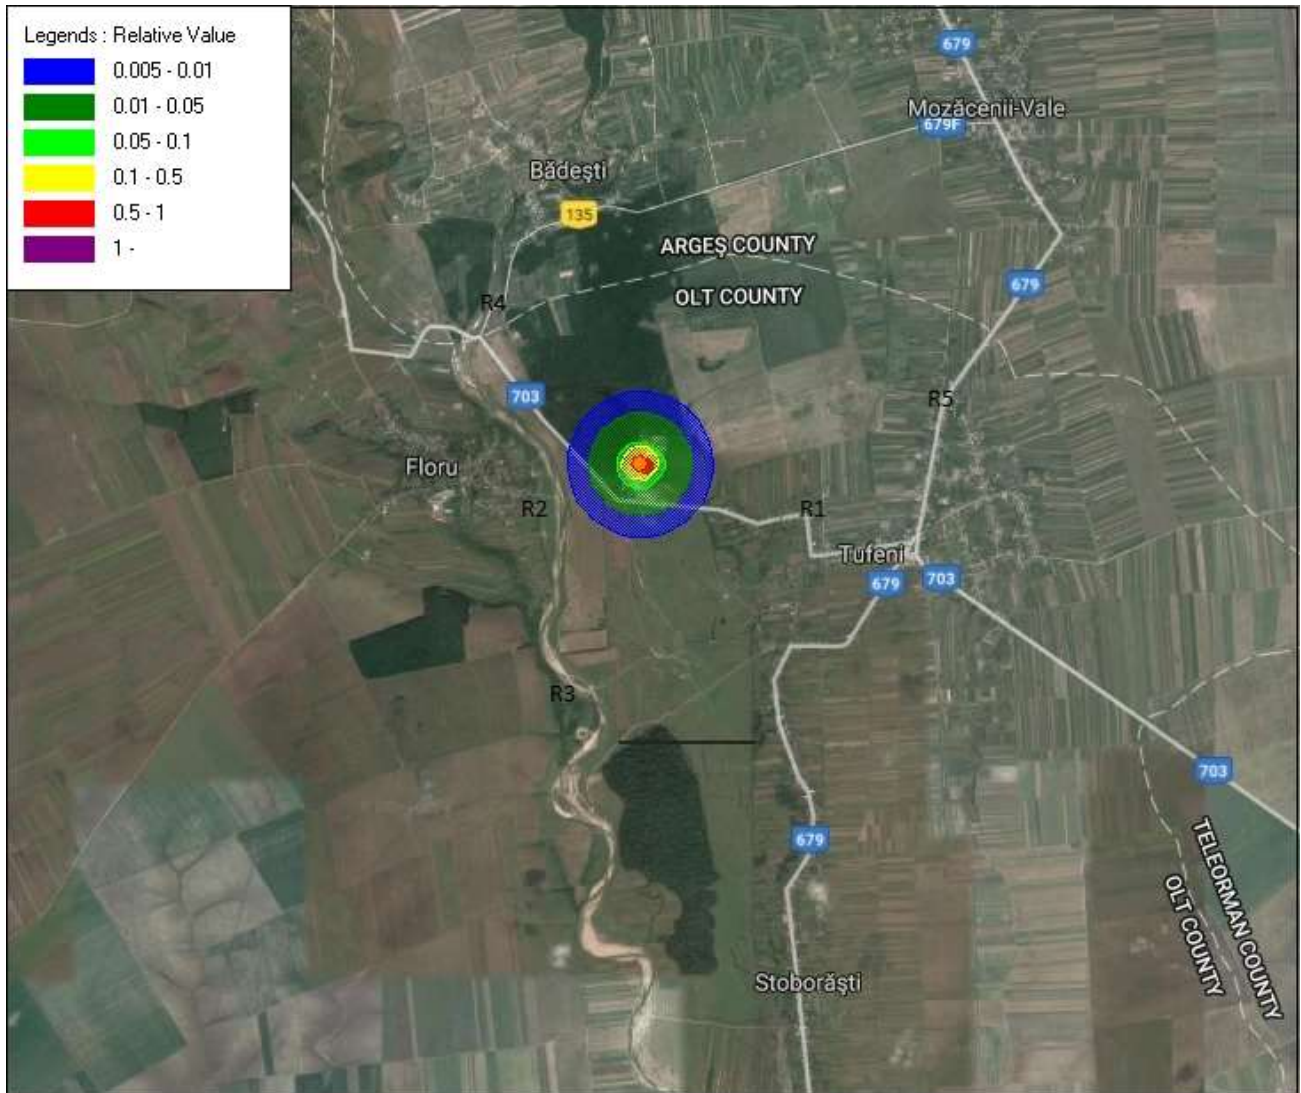 Legends : Relative Value
0.005 - 0.01
0.01 - 0.05
0.05 - 0.1
0.1 - 0.5
0.5 - 1
1 -
679
Mozăcenii-Vale
679F
Bădești
135
ARGEȘ COUNTY
OLT COUNTY
679
R4
703
R5
Floru
R2
R1
Tufeni
679
703
R3
703
679
TELEORMAN COUNTY
OLT COUNTY
Stoborăști